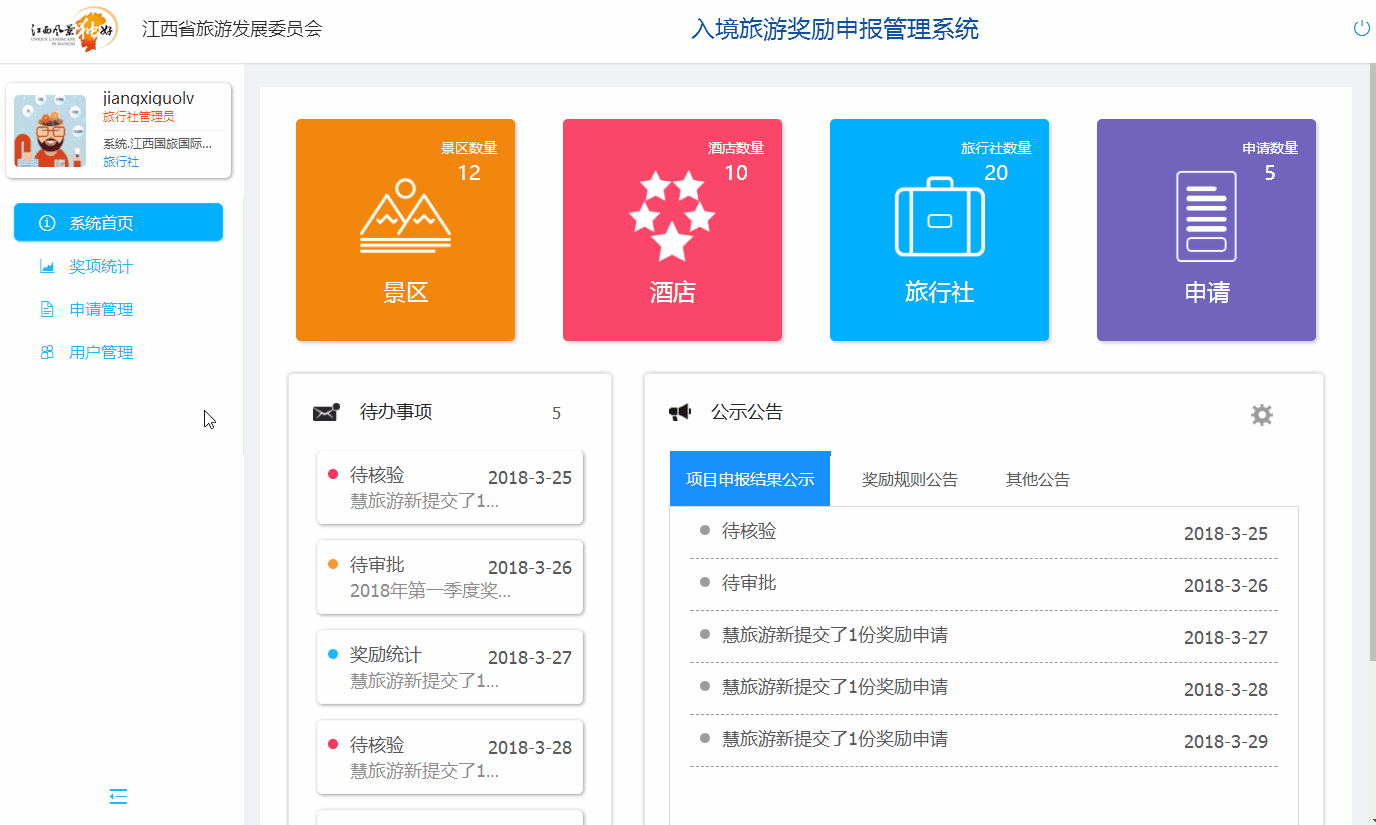 江西风景独好
江西省旅游发展委员会
入境旅游奖励申报管理系统
jiangxiguolv
旅行社管理员
系统.江西国旅国际...
旅行社
系统首页
奖项统计
申请管理
用户管理
景区数量
12
景区
酒店数量
10
酒店
旅行社数量
20
旅行社
申请数量
5
申请
待办事项
5
待核验
2018-3-25
慧旅游新提交了1...
待审批
2018-3-26
2018年第一季度奖...
奖励统计
2018-3-27
慧旅游新提交了1...
待核验
2018-3-28
慧旅游新提交了1...
公示公告
项目申报结果公示 奖励规则公告 其他公告
待核验 2018-3-25
待审批 2018-3-26
慧旅游新提交了1份奖励申请 2018-3-27
慧旅游新提交了1份奖励申请 2018-3-28
慧旅游新提交了1份奖励申请 2018-3-29